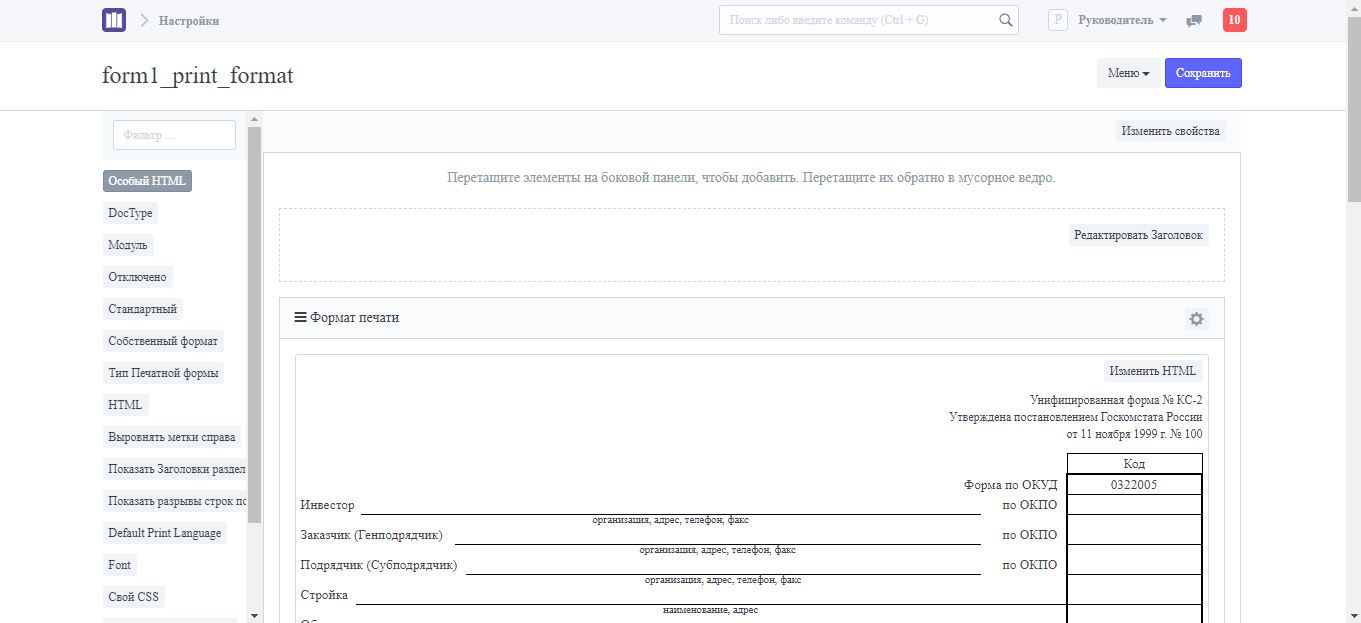 Настройки
Поиск либо введите команду (Ctrl + G)
Р
Руководитель
10
form1_print_format
Меню
Сохранить
Фильтр ...
Изменить свойства
Особый HTML
DocType
Модуль
Отключено
Стандартный
Собственный формат
Тип Печатной формы
HTML
Выровнять метки справа
Показать Заголовки раздел
Показать разрывы строк по
Default Print Language
Font
Свой CSS
Перетащите элементы на боковой панели, чтобы добавить. Перетащите их обратно в мусорное ведро.
Редактировать Заголовок
Формат печати
Изменить HTML
Унифицированная форма № КС-2
Утверждена постановлением Госкомстата России
от 11 ноября 1999 г. № 100
Код
Форма по ОКУД 0322005
Инвестор по ОКПО
организация, адрес, телефон, факс
Заказчик (Генподрядчик) по ОКПО
организация, адрес, телефон, факс
Подрядчик (Субподрядчик) по ОКПО
организация, адрес, телефон, факс
Стройка
наименование, адрес